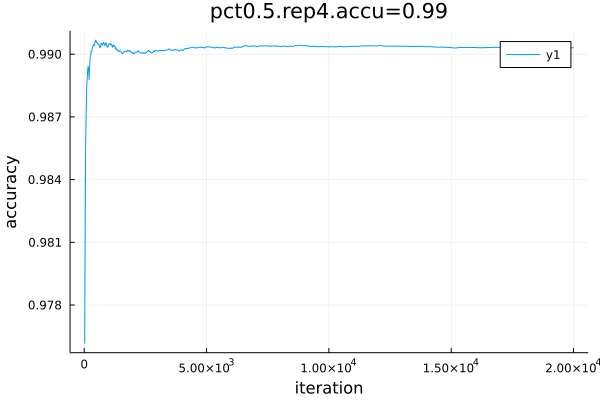 pct0.5.rep4.accu=0.99
0.990
0.987
0.984
0.981
0.978
accuracy
y1
0
5.00×10³
1.00×10⁴
1.50×10⁴
2.00×10⁴
iteration